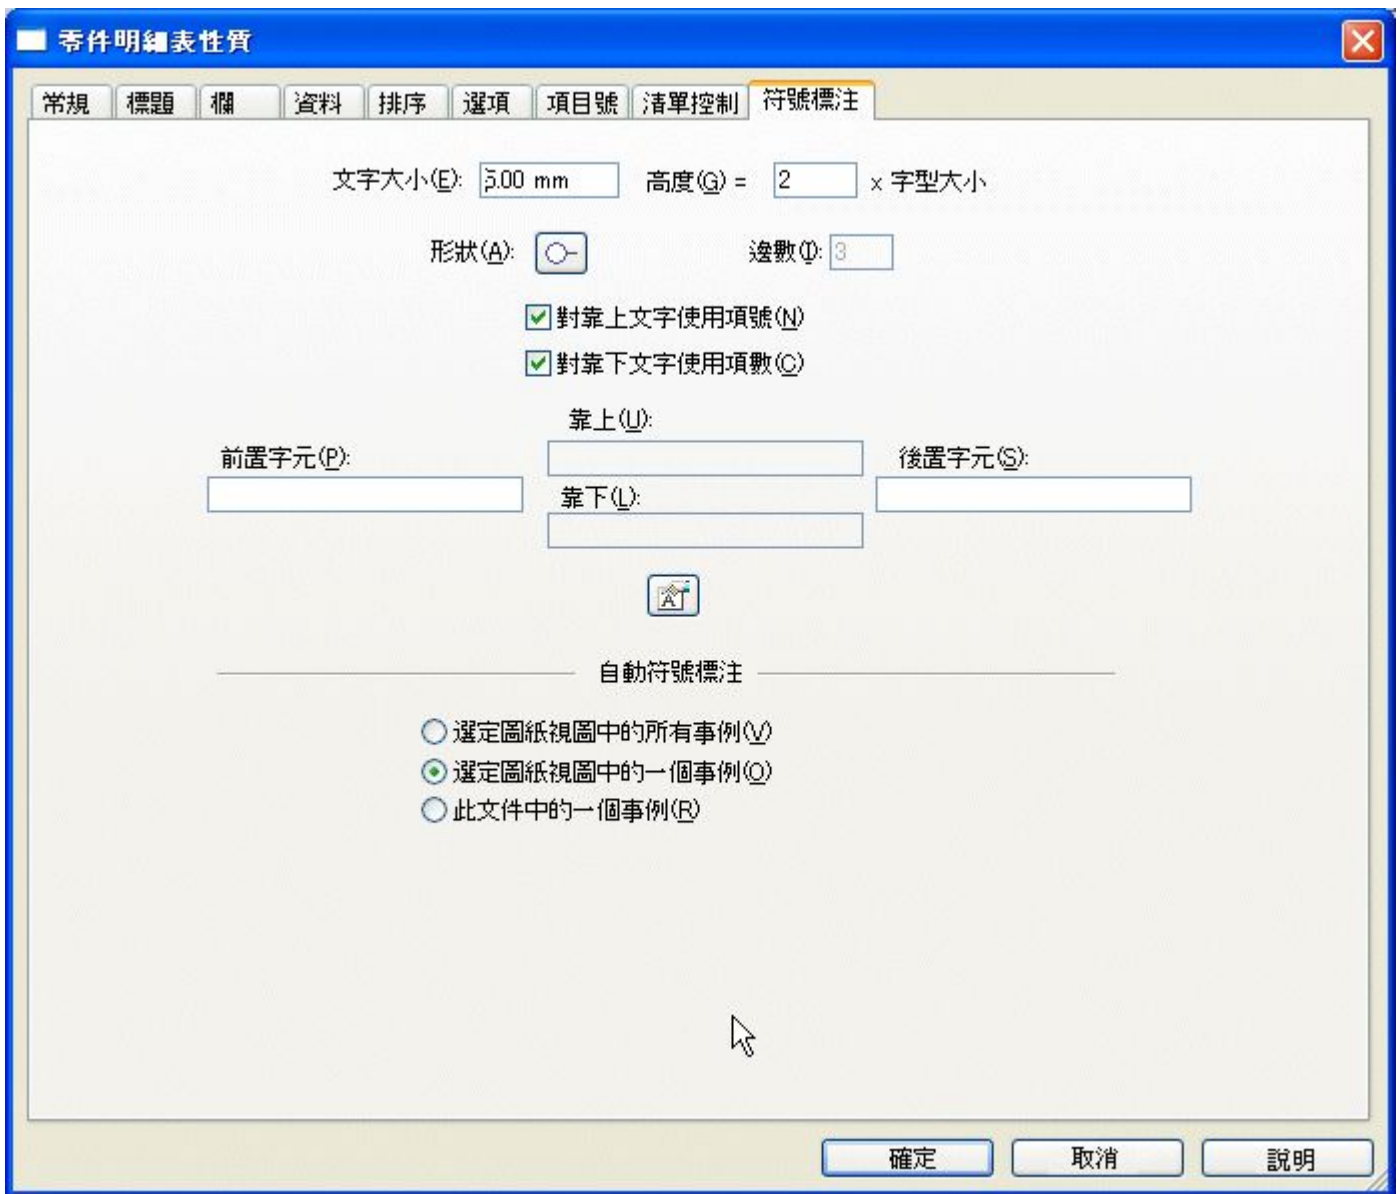 零件明細表性質
常規 標題 欄 資料 排序 選項 項目號 清單控制 符號標注
文字大小(E): 5.00 mm 高度(G) = 2 x 字型大小
形狀(A): 邊數(I): 3
對靠上文字使用項號(N)
對靠下文字使用項數(C)
靠上(U):
前置字元(P): 後置字元(S):
靠下(L):
自動符號標注
選定圖紙視圖中的所有事例(V)
選定圖紙視圖中的一個事例(O)
此文件中的一個事例(R)
確定 取消 說明